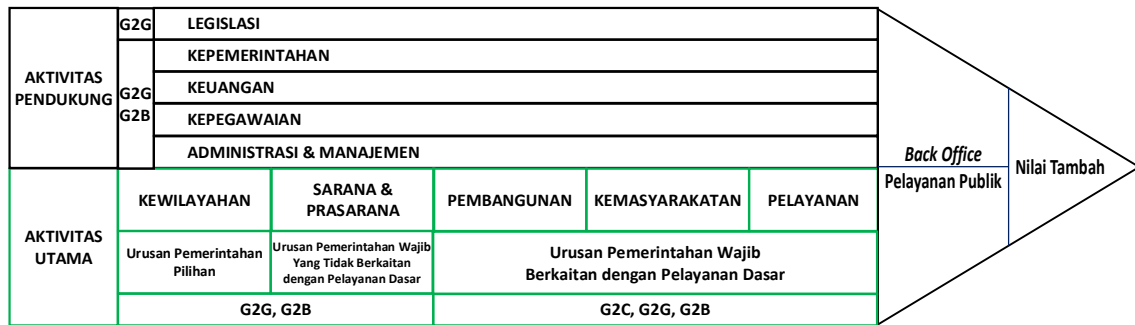 AKTIVITAS
PENDUKUNG
G2G
LEGISLASI
G2G
G2B
KEPEMERINTAHAN
KEUANGAN
KEPEGAWAIAN
ADMINISTRASI & MANAJEMEN
AKTIVITAS
UTAMA
KEWILAYAHAN
SARANA &
PRASARANA
PEMBANGUNAN
KEMASYARAKATAN
PELAYANAN
Urusan Pemerintahan
Pilihan
Urusan Pemerintahan Wajib
Yang Tidak Berkaitan
dengan Pelayanan Dasar
Urusan Pemerintahan Wajib
Berkaitan dengan Pelayanan Dasar
G2G, G2B
G2C, G2G, G2B
Back Office
Pelayanan Publik
Nilai Tambah